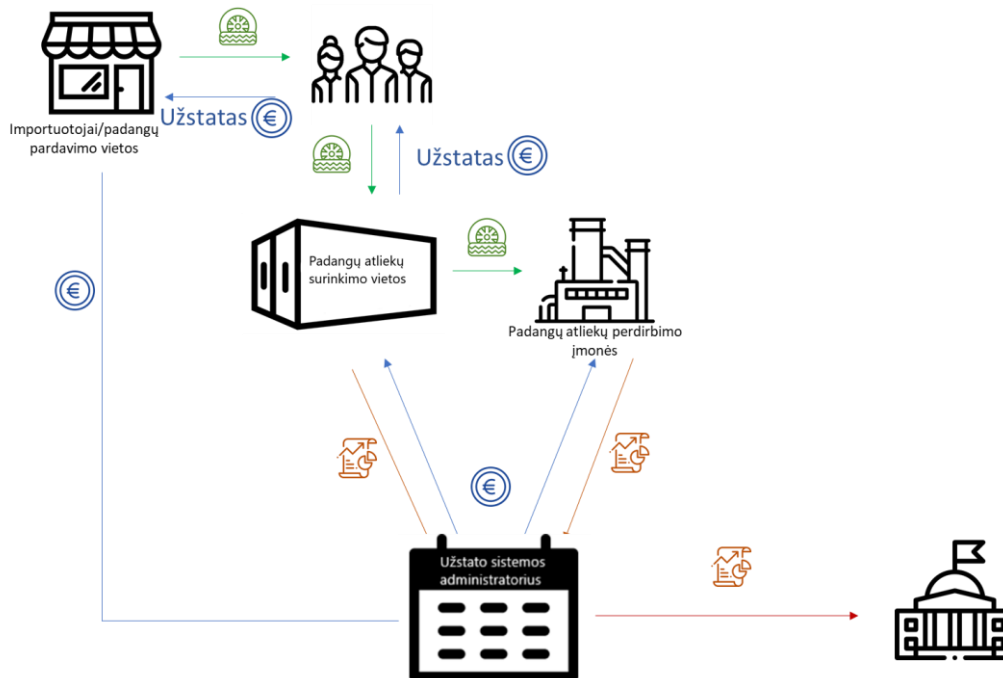 Užstatas €
Importuotojai/padangų
pardavimo vietos
Užstatas €
Padangų atliekų
surinkimo vietos
€
Padangų atliekų perdirbimo
įmonės
€
Užstato sistemos
administratorius